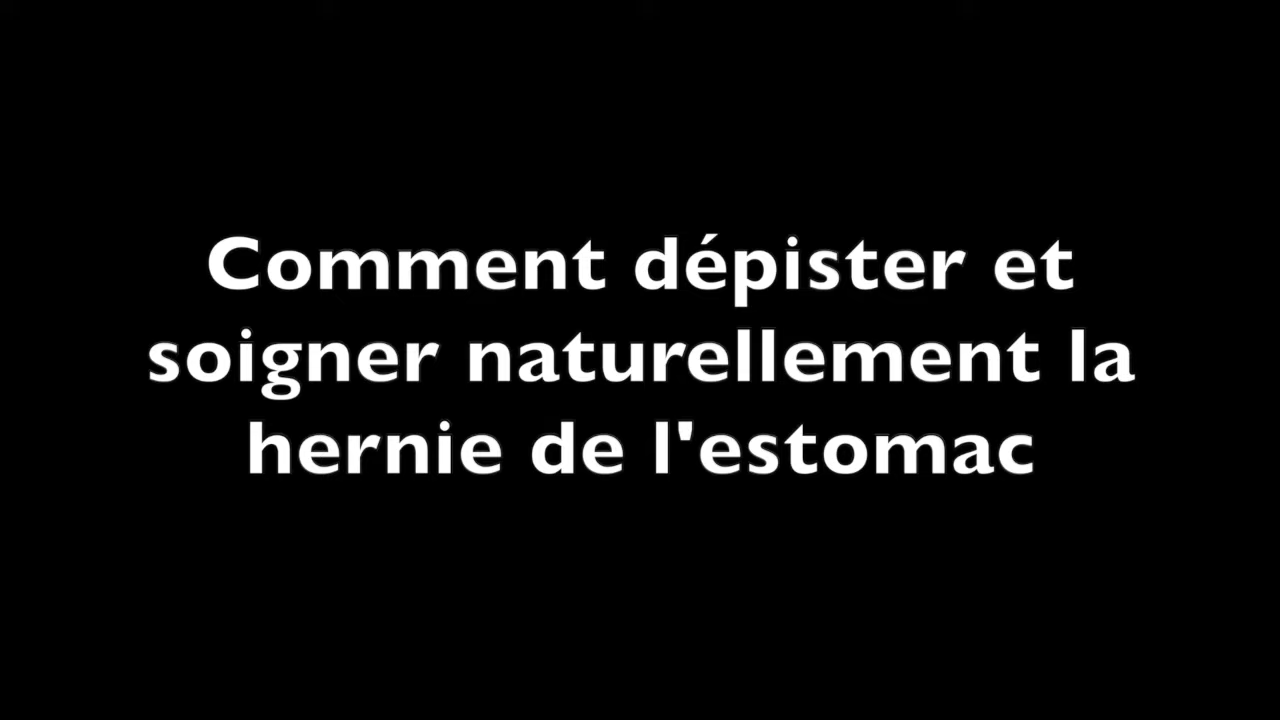 Comment dépister et
soigner naturellement la
hernie de l'estomac